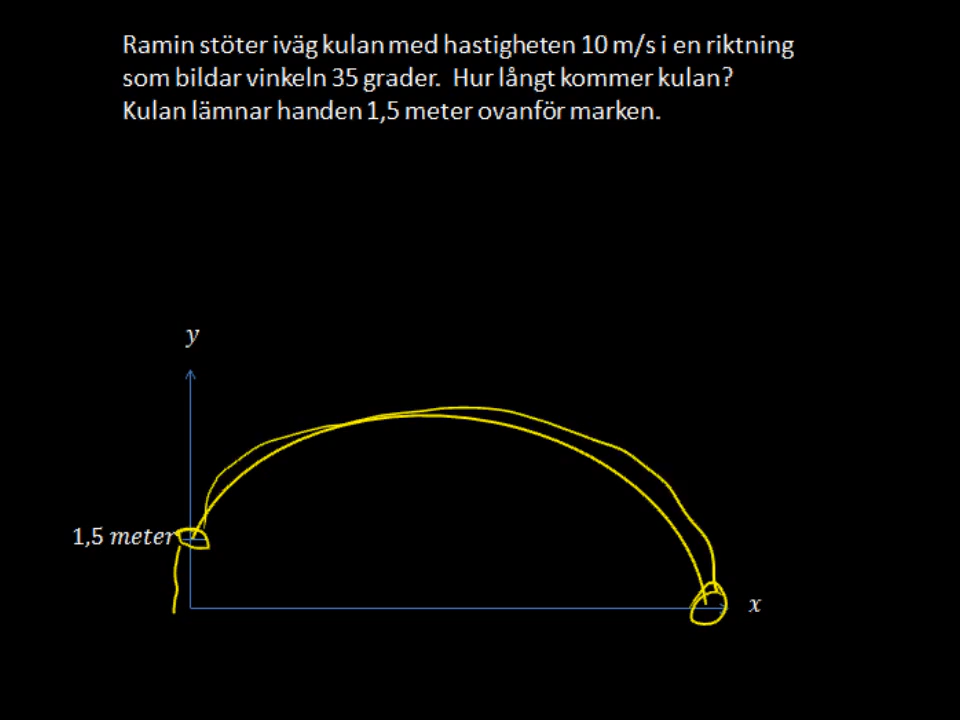 Ramin stöter iväg kulan med hastigheten 10 m/s i en riktning
som bildar vinkeln 35 grader. Hur långt kommer kulan?
Kulan lämnar handen 1,5 meter ovanför marken.
y
1,5 meter
x